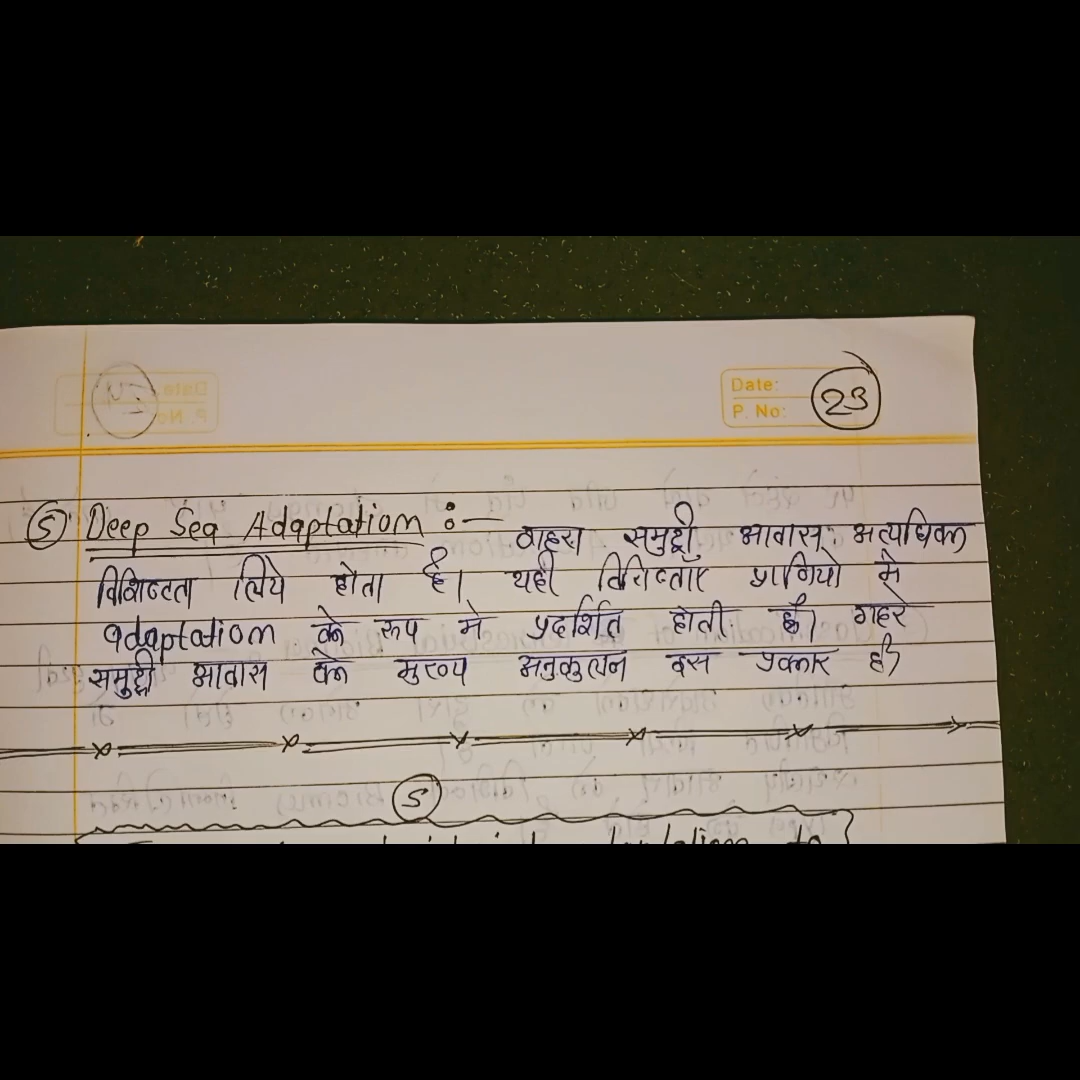 Date:
P. No: 23
⑤ Deep Sea Adaptation :— गहरा समुद्री आवास अत्यधिक
विशिष्टता लिये होता है। यही विशिष्ताएँ प्राणियो मे
adaptation के रूप मे प्रदर्शित होती है। गहरे
समुद्री आवास के मुख्य अनुकुलन इस प्रकार है
5